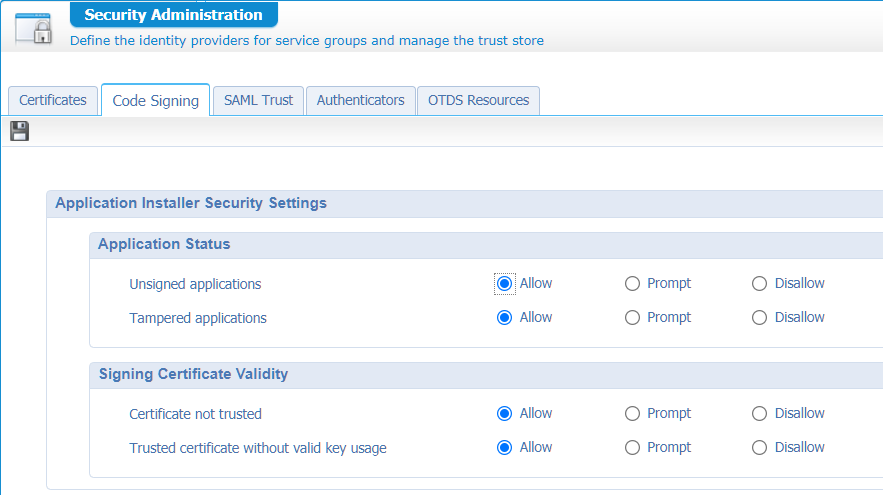 Security Administration
Define the identity providers for service groups and manage the trust store
Certificates Code Signing SAML Trust Authenticators OTDS Resources
Application Installer Security Settings
Application Status
Unsigned applications Allow Prompt Disallow
Tampered applications Allow Prompt Disallow
Signing Certificate Validity
Certificate not trusted Allow Prompt Disallow
Trusted certificate without valid key usage Allow Prompt Disallow